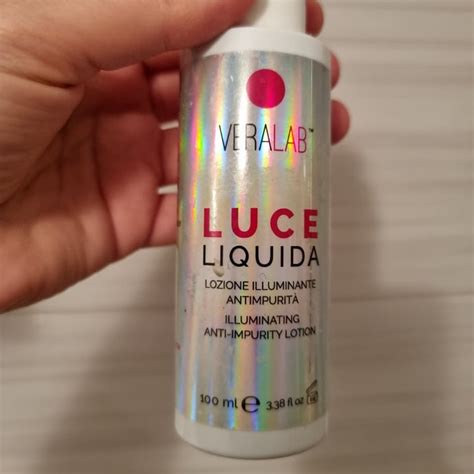 VERALAB™
LUCE
LIQUIDA
LOZIONE ILLUMINANTE
ANTIMPURITÀ
ILLUMINATING
ANTI-IMPURITY LOTION
100 ml ℮ 3.38 fl oz